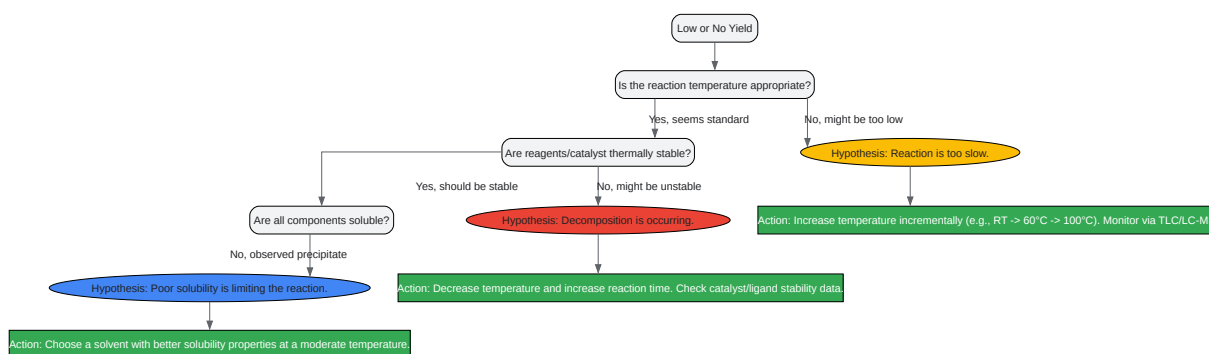 Low or No Yield
Is the reaction temperature appropriate?
Yes, seems standard
No, might be too low
Are reagents/catalyst thermally stable?
Hypothesis: Reaction is too slow.
Yes, should be stable
No, might be unstable
Are all components soluble?
Hypothesis: Decomposition is occurring.
Action: Increase temperature incrementally (e.g., RT -> 60°C -> 100°C). Monitor via TLC/LC-M
No, observed precipitate
Hypothesis: Poor solubility is limiting the reaction.
Action: Decrease temperature and increase reaction time. Check catalyst/ligand stability data.
Action: Choose a solvent with better solubility properties at a moderate temperature.